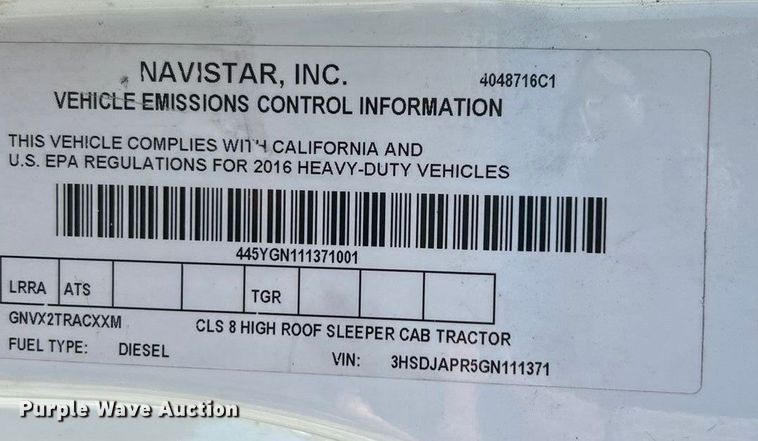 NAVISTAR, INC. 4048716C1
VEHICLE EMISSIONS CONTROL INFORMATION
THIS VEHICLE COMPLIES WITH CALIFORNIA AND
U.S. EPA REGULATIONS FOR 2016 HEAVY-DUTY VEHICLES
445YGN111371001
LRRA ATS TGR
GNVX2TRACXXM CLS 8 HIGH ROOF SLEEPER CAB TRACTOR
FUEL TYPE: DIESEL VIN: 3HSDJAPR5GN111371
Purple Wave Auction